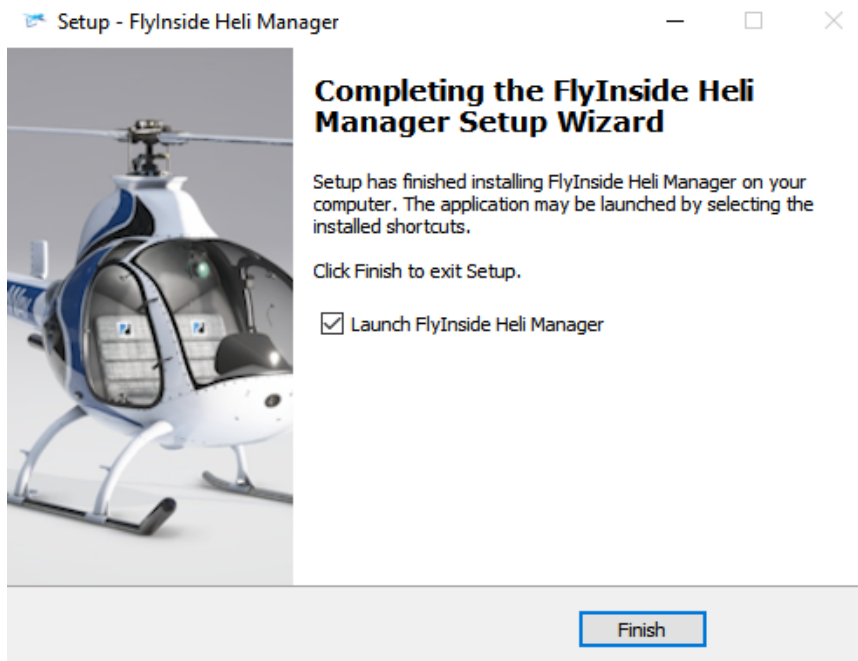 Setup - FlyInside Heli Manager
Completing the FlyInside Heli
Manager Setup Wizard
Setup has finished installing FlyInside Heli Manager on your
computer. The application may be launched by selecting the
installed shortcuts.
Click Finish to exit Setup.
Launch FlyInside Heli Manager
Finish